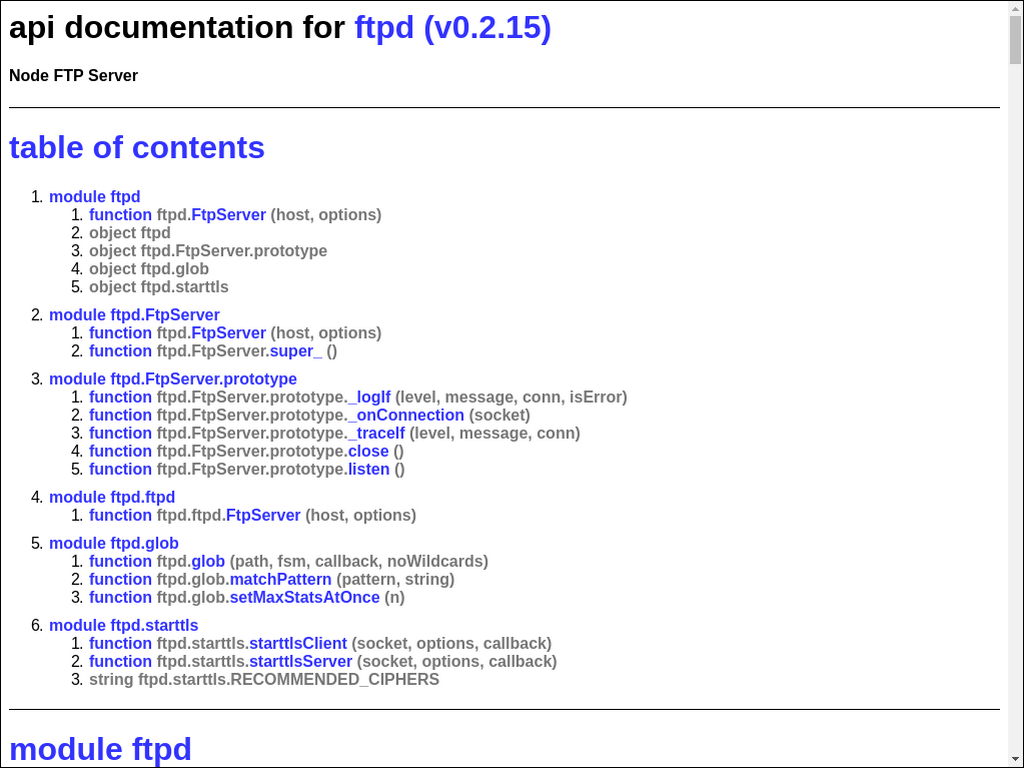 api documentation for ftpd (v0.2.15)
Node FTP Server
table of contents
1. module ftpd
1. function ftpd.FtpServer (host, options)
2. object ftpd
3. object ftpd.FtpServer.prototype
4. object ftpd.glob
5. object ftpd.starttls
2. module ftpd.FtpServer
1. function ftpd.FtpServer (host, options)
2. function ftpd.FtpServer.super_ ()
3. module ftpd.FtpServer.prototype
1. function ftpd.FtpServer.prototype._logIf (level, message, conn, isError)
2. function ftpd.FtpServer.prototype._onConnection (socket)
3. function ftpd.FtpServer.prototype._traceIf (level, message, conn)
4. function ftpd.FtpServer.prototype.close ()
5. function ftpd.FtpServer.prototype.listen ()
4. module ftpd.ftpd
1. function ftpd.ftpd.FtpServer (host, options)
5. module ftpd.glob
1. function ftpd.glob (path, fsm, callback, noWildcards)
2. function ftpd.glob.matchPattern (pattern, string)
3. function ftpd.glob.setMaxStatsAtOnce (n)
6. module ftpd.starttls
1. function ftpd.starttls.starttlsClient (socket, options, callback)
2. function ftpd.starttls.starttlsServer (socket, options, callback)
3. string ftpd.starttls.RECOMMENDED_CIPHERS
module ftpd